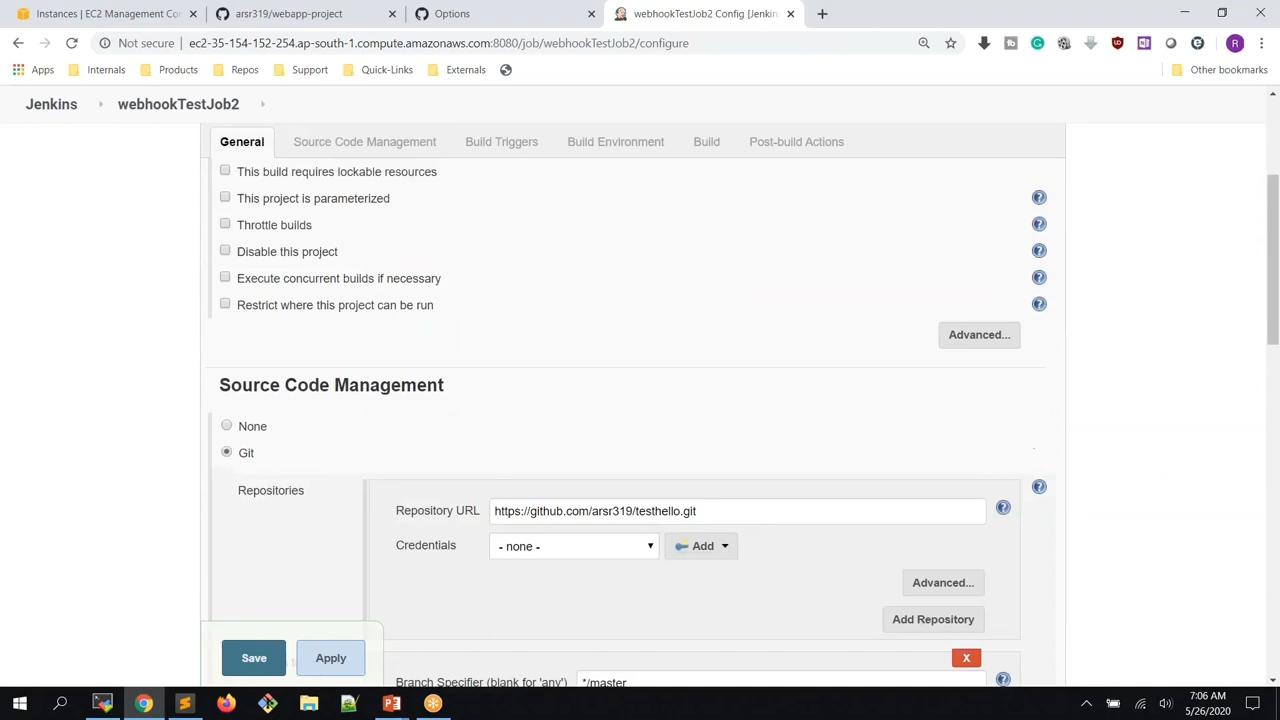 Instances | EC2 Management Con
arsr319/webapp-project
Options
webhookTestJob2 Config [Jenkin
Not secure | ec2-35-154-152-254.ap-south-1.compute.amazonaws.com:8080/job/webhookTestJob2/configure
Apps
Internals
Products
Repos
Support
Quick-Links
Externals
Other bookmarks
Jenkins
webhookTestJob2
General
Source Code Management
Build Triggers
Build Environment
Build
Post-build Actions
This build requires lockable resources
This project is parameterized
Throttle builds
Disable this project
Execute concurrent builds if necessary
Restrict where this project can be run
Advanced...
Source Code Management
None
Git
Repositories
Repository URL
https://github.com/arsr319/testhello.git
Credentials
- none -
Add
Advanced...
Add Repository
Save
Apply
X
Branch Specifier (blank for 'any')
*/master
7:06 AM
5/26/2020